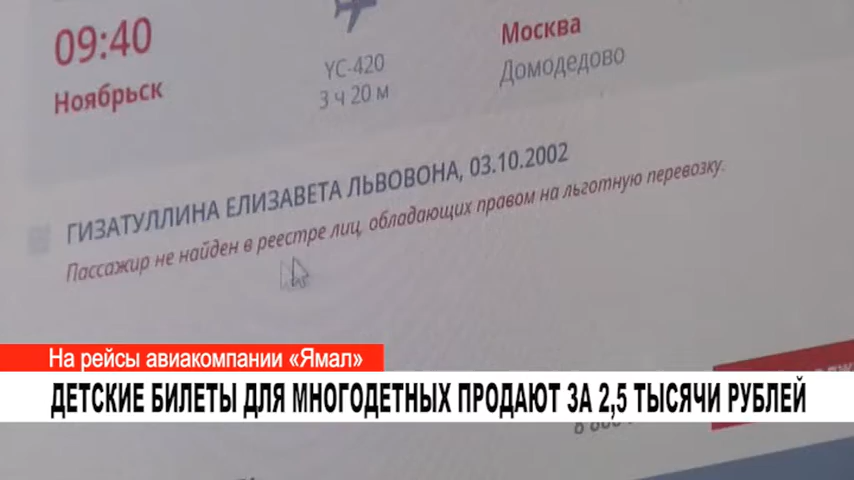 09:40
Москва
YC-420
Домодедово
Ноябрьск
3 ч 20 м
ГИЗАТУЛЛИНА ЕЛИЗАВЕТА ЛЬВОВОНА, 03.10.2002
Пассажир не найден в реестре лиц, обладающих правом на льготную перевозку.
На рейсы авиакомпании «Ямал»
ДЕТСКИЕ БИЛЕТЫ ДЛЯ МНОГОДЕТНЫХ ПРОДАЮТ ЗА 2,5 ТЫСЯЧИ РУБЛЕЙ